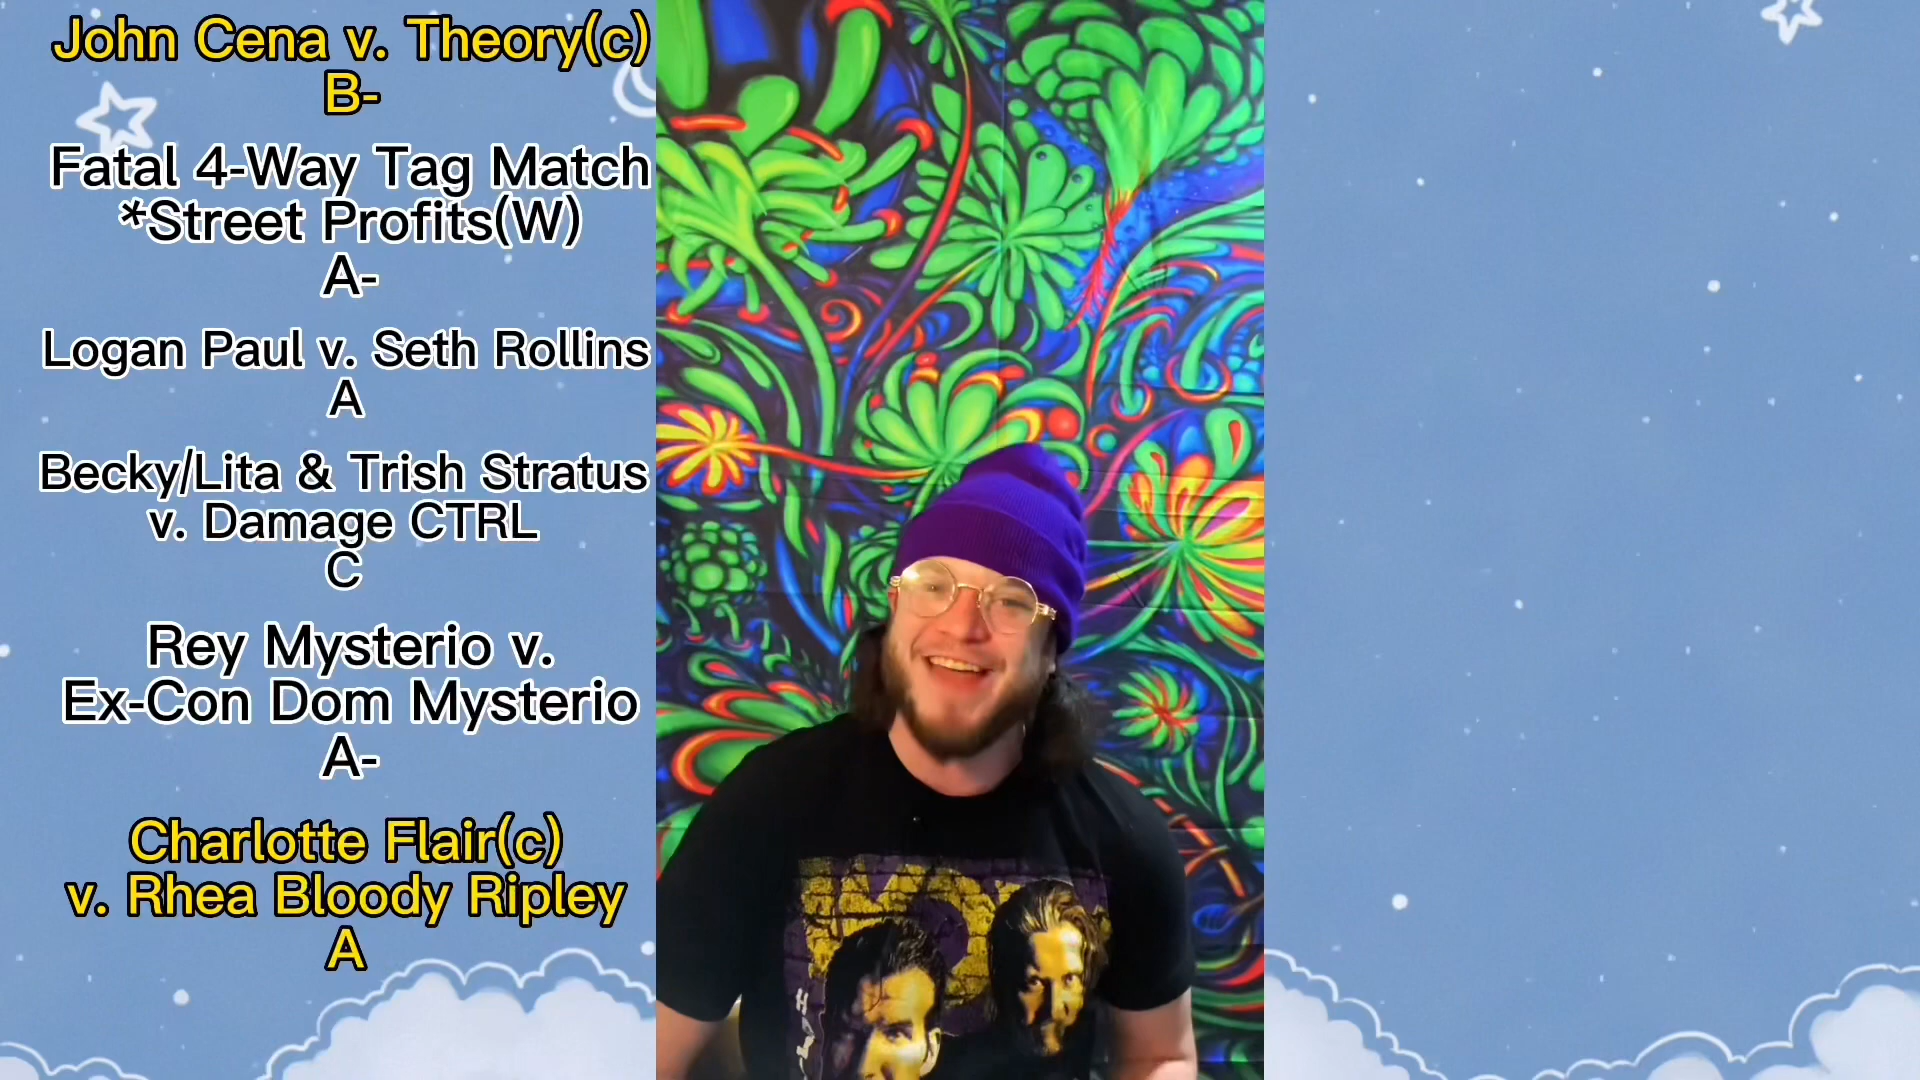 John Cena v. Theory(c)
B-
Fatal 4-Way Tag Match
*Street Profits(W)
A-
Logan Paul v. Seth Rollins
A
Becky/Lita & Trish Stratus
v. Damage CTRL
C
Rey Mysterio v.
Ex-Con Dom Mysterio
A-
Charlotte Flair(c)
v. Rhea Bloody Ripley
A